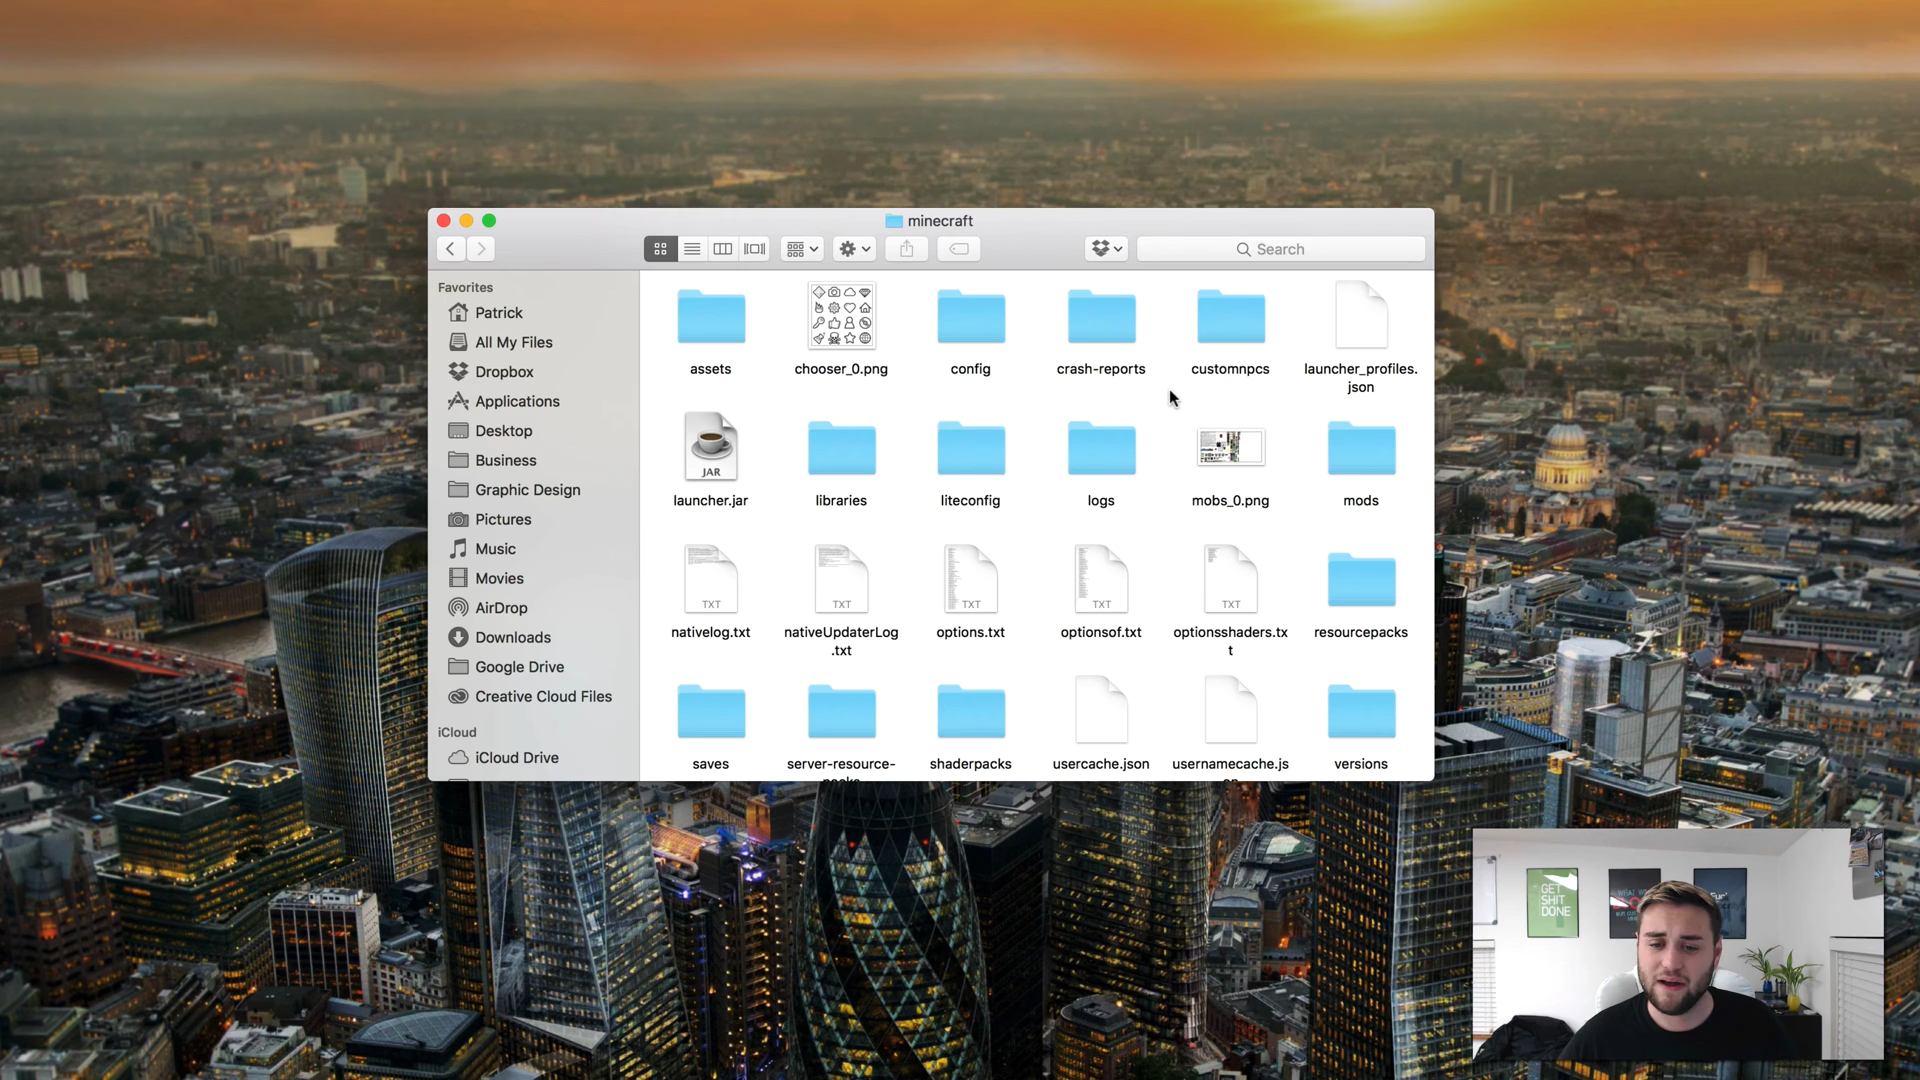 minecraft
Search
Favorites
Patrick
All My Files
Dropbox
Applications
Desktop
Business
Graphic Design
Pictures
Music
Movies
AirDrop
Downloads
Google Drive
Creative Cloud Files
iCloud
iCloud Drive
assets
chooser_0.png
config
crash-reports
customnpcs
launcher_profiles.
json
JAR
launcher.jar
libraries
liteconfig
logs
mobs_0.png
mods
TXT
TXT
TXT
TXT
TXT
nativelog.txt
nativeUpdaterLog
.txt
options.txt
optionsof.txt
optionsshaders.tx
t
resourcepacks
saves
server-resource-
shaderpacks
usercache.json
usernamecache.js
versions
GET
SHIT
DONE